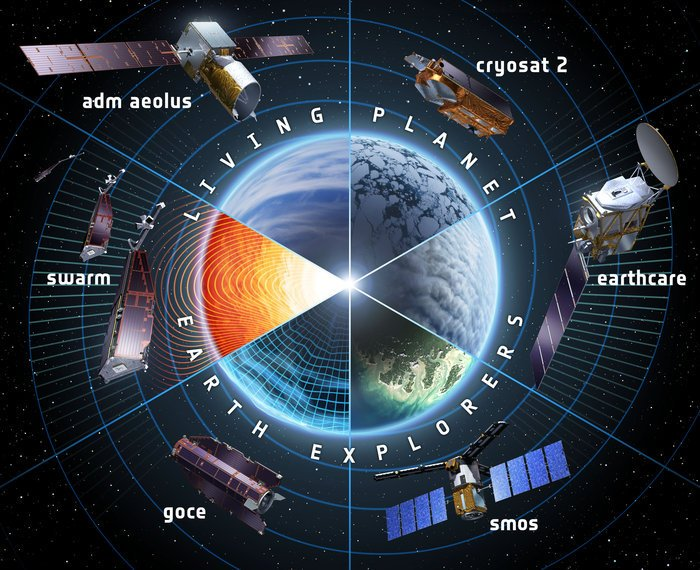 adm aeolus
cryosat 2
LIVING PLANET
swarm
earthcare
EARTH EXPLORERS
goce
smos